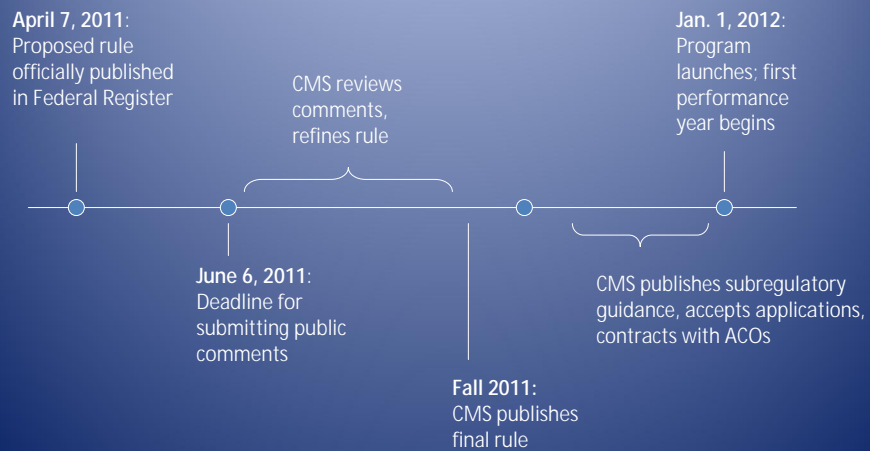 April 7, 2011:
Proposed rule
officially published
in Federal Register
CMS reviews
comments,
refines rule
Jan. 1, 2012:
Program
launches; first
performance
year begins
June 6, 2011:
Deadline for
submitting public
comments
Fall 2011:
CMS publishes
final rule
CMS publishes subregulatory
guidance, accepts applications,
contracts with ACOs